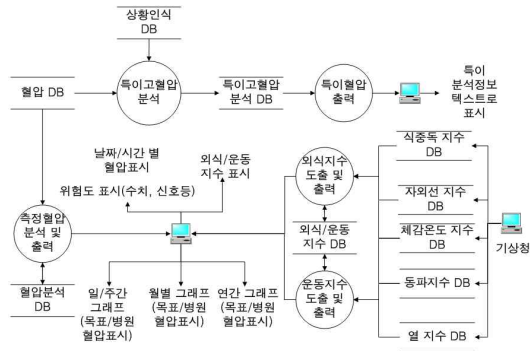 상황인식
DB
혈압 DB
특이고혈압
분석
특이고혈압
분석 DB
특이혈압
출력
특이
분석정보
텍스트로
표시
날짜/시간 별
혈압표시
외식/운동
지수 표시
위험도 표시(수치, 신호등)
측정혈압
분석 및
출력
혈압분석
DB
일/주간
그래프
(목표/병원
혈압표시)
월별 그래프
(목표/병원
혈압표시)
연간 그래프
(목표/병원
혈압표시)
외식지수
도출 및
출력
외식/운동
지수 DB
운동지수
도출 및
출력
식중독 지수
DB
자외선 지수
DB
체감온도 지수
DB
동파지수 DB
열 지수 DB
기상청